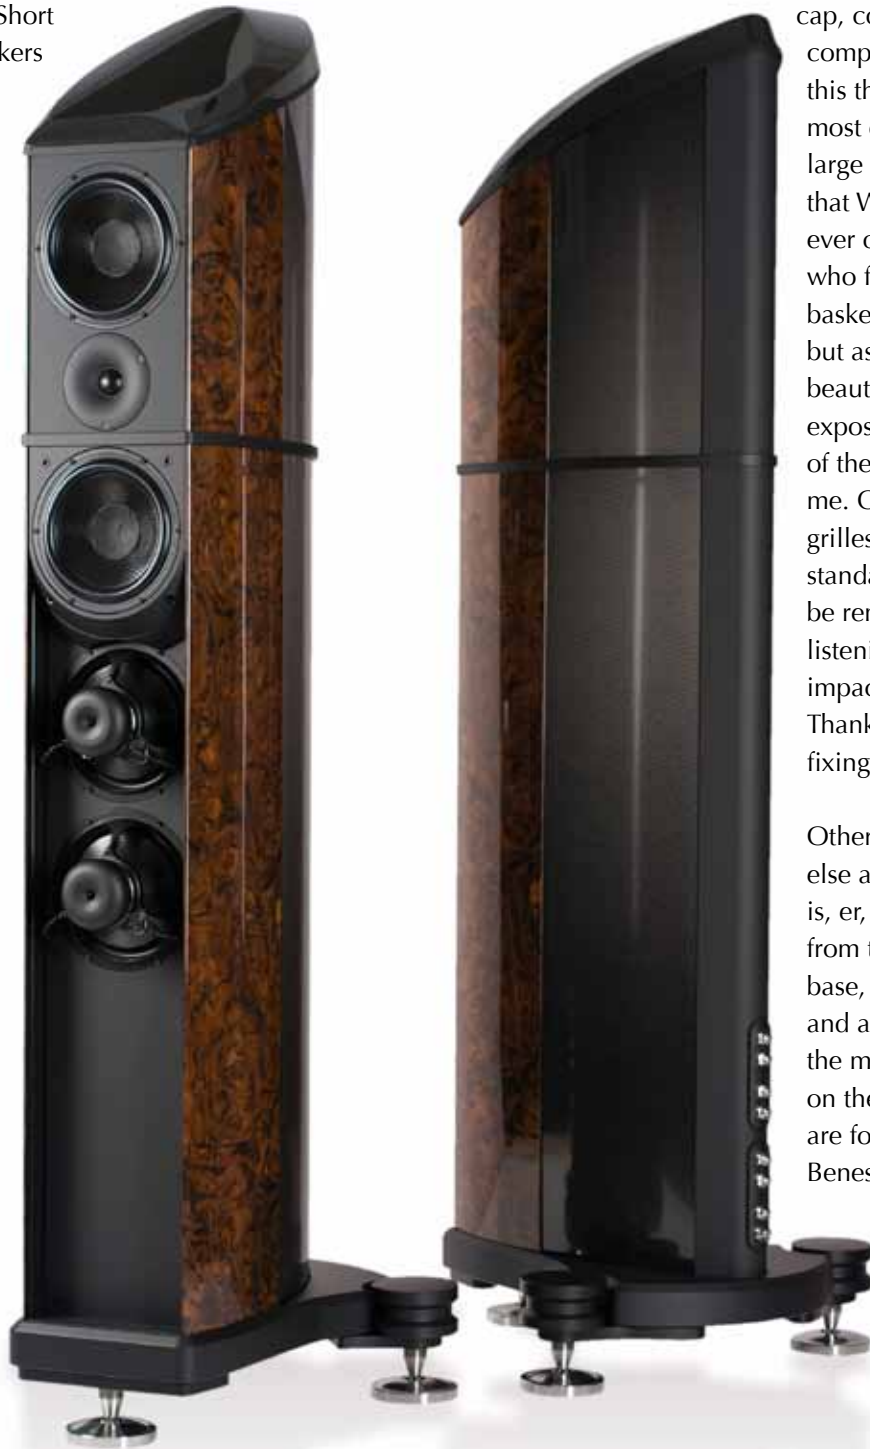 Short
kers
cap, co
comp
this th
most
large
that W
ever
who f
baske
but as
beaut
expos
of the
me.
grilles
standa
be
listeni
impac
Thank
fixing
Other
else a
is, er,
from t
base,
and a
the m
on the
are fo
Benes